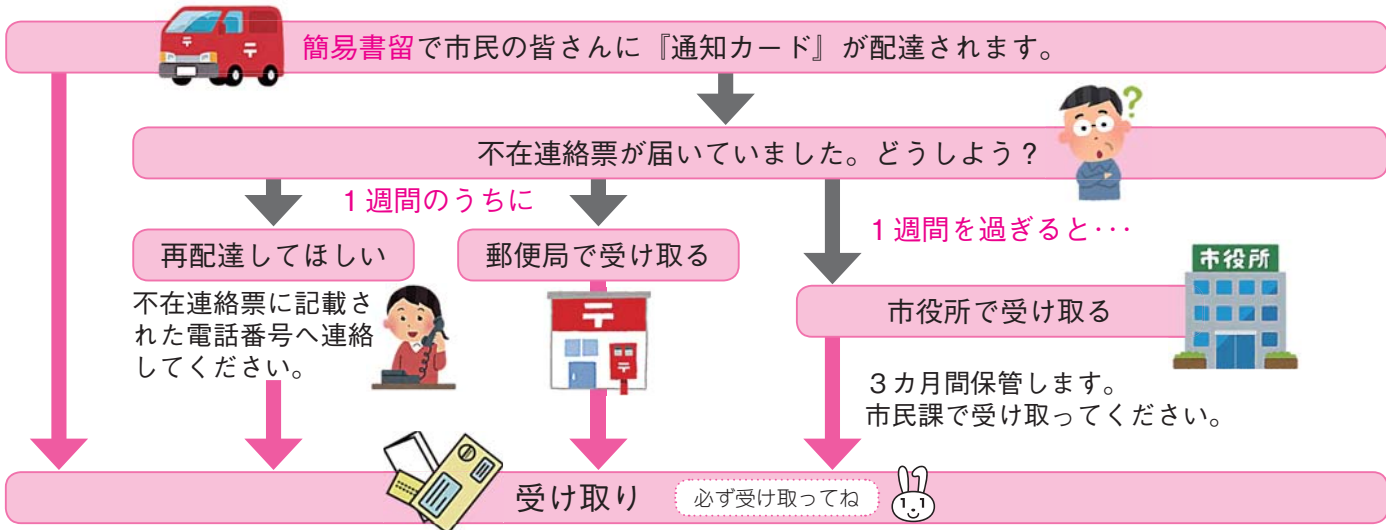 簡易書留で市民の皆さんに『通知カード』が配達されます。
不在連絡票が届いていました。どうしよう？
1週間のうちに
1週間を過ぎると･･･
再配達してほしい
郵便局で受け取る
市役所
不在連絡票に記載さ
れた電話番号へ連絡
してください。
市役所で受け取る
3カ月間保管します。
市民課で受け取ってください。
受け取り
必ず受け取ってね